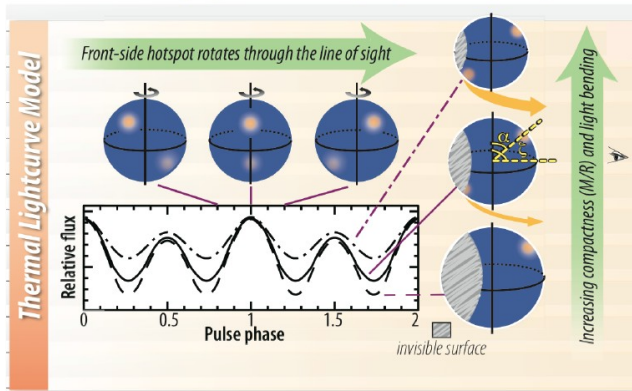 Thermal Lightcurve Model
Front-side hotspot rotates through the line of sight
Increasing compactness (M/R) and light bending
α
ζ
Relative flux
0
0.5
1
1.5
2
Pulse phase
invisible surface